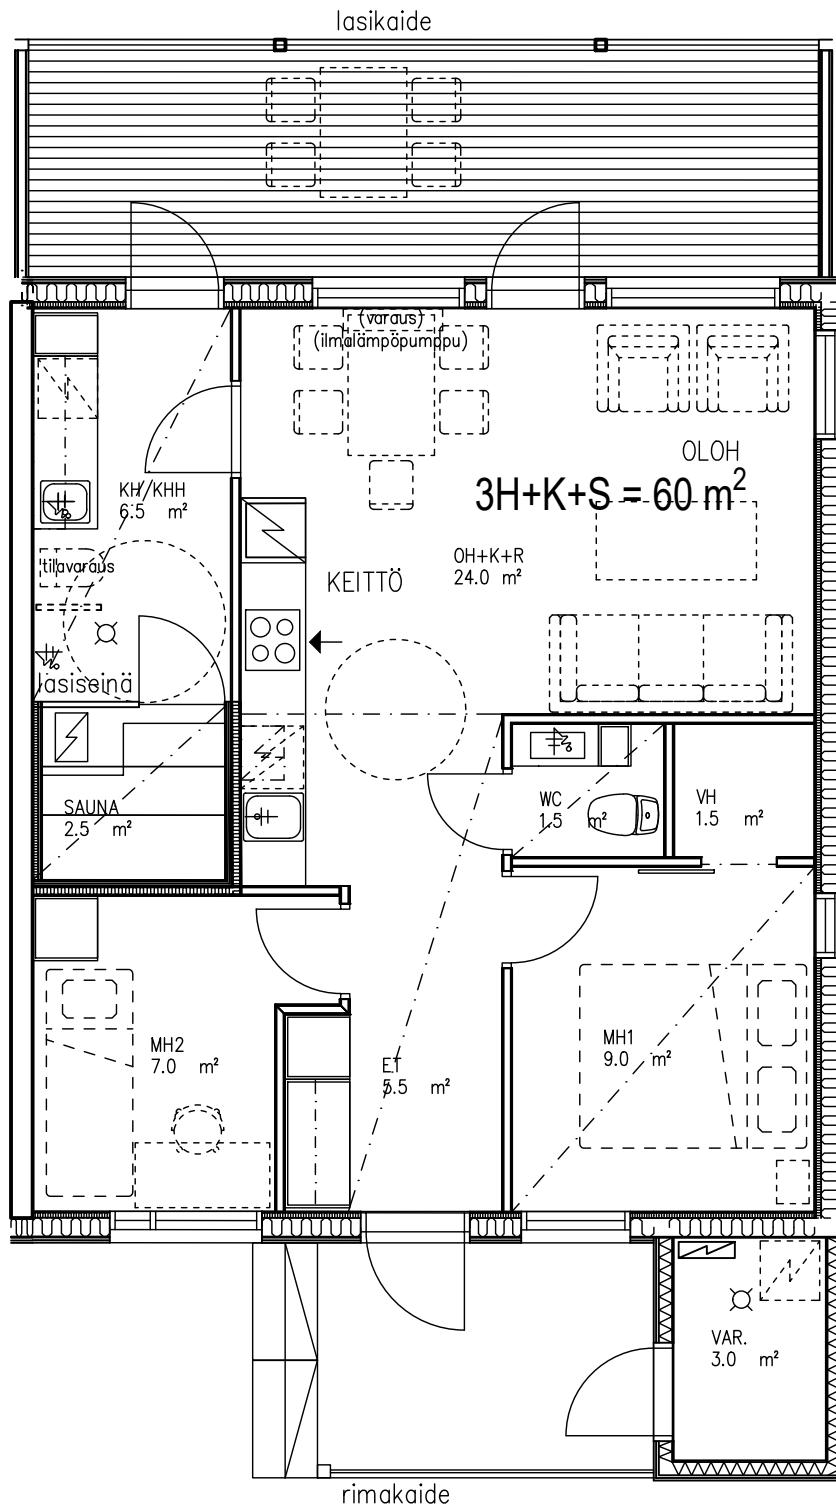 lasikaide
(varaus)
(ilmalämpöpumppu)
OLOH
3H+K+S = 60 m²
KH/KHH
6.5 m²
OH+K+R
24.0 m²
KEITTÖ
tilavaraus
lasiseinä
SAUNA
2.5 m²
WC
1.5 m²
VH
1.5 m²
MH2
7.0 m²
ET
5.5 m²
MH1
9.0 m²
VAR.
3.0 m²
rimakaide